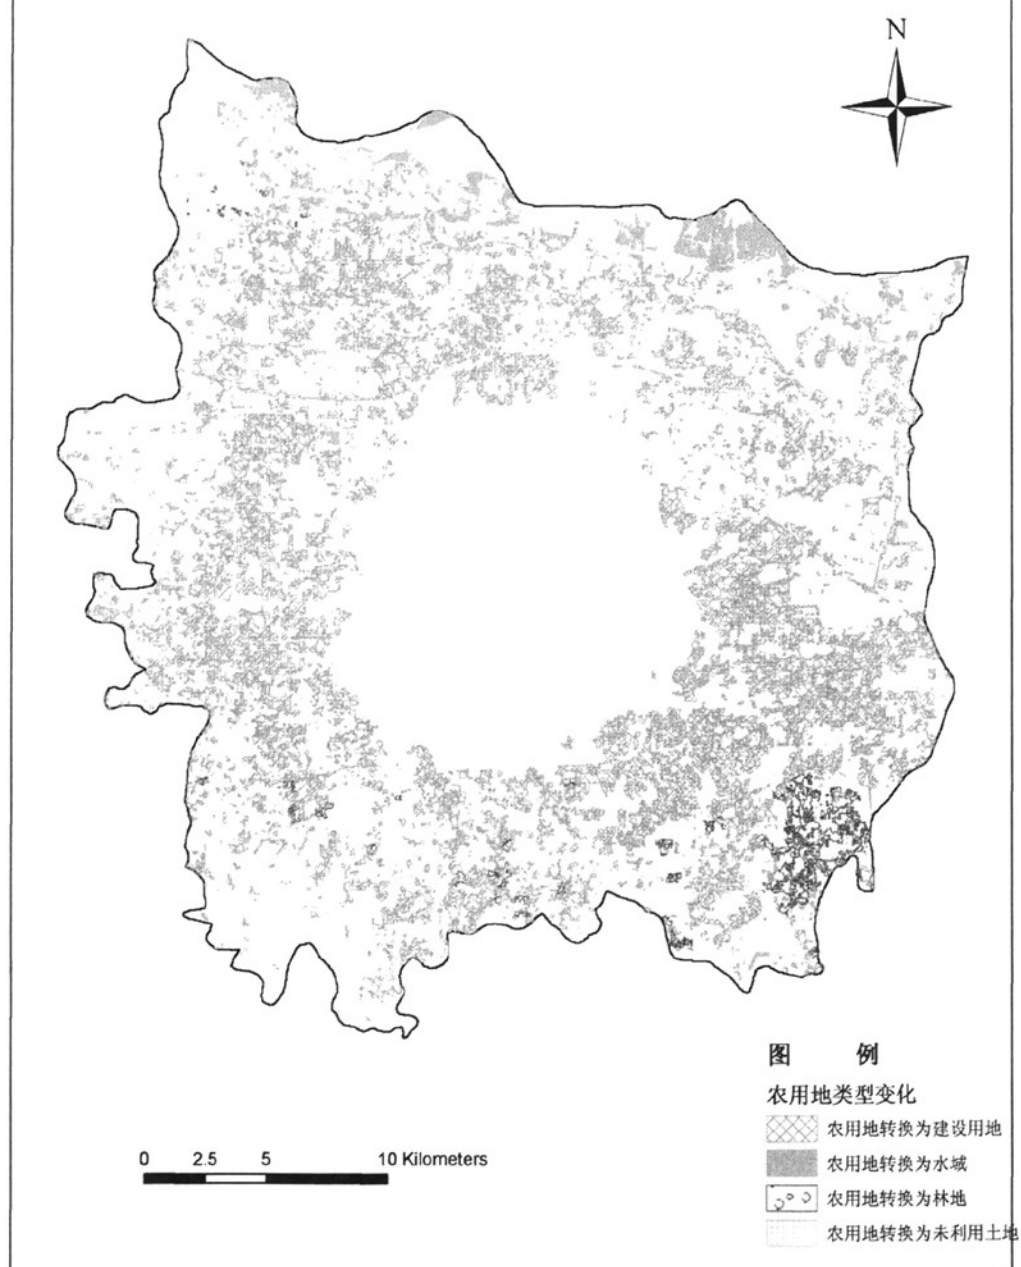 N
图 例
农用地类型变化
农用地转换为建设用地
农用地转换为水域
农用地转换为林地
农用地转换为未利用土地
0 2.5 5 10 Kilometers